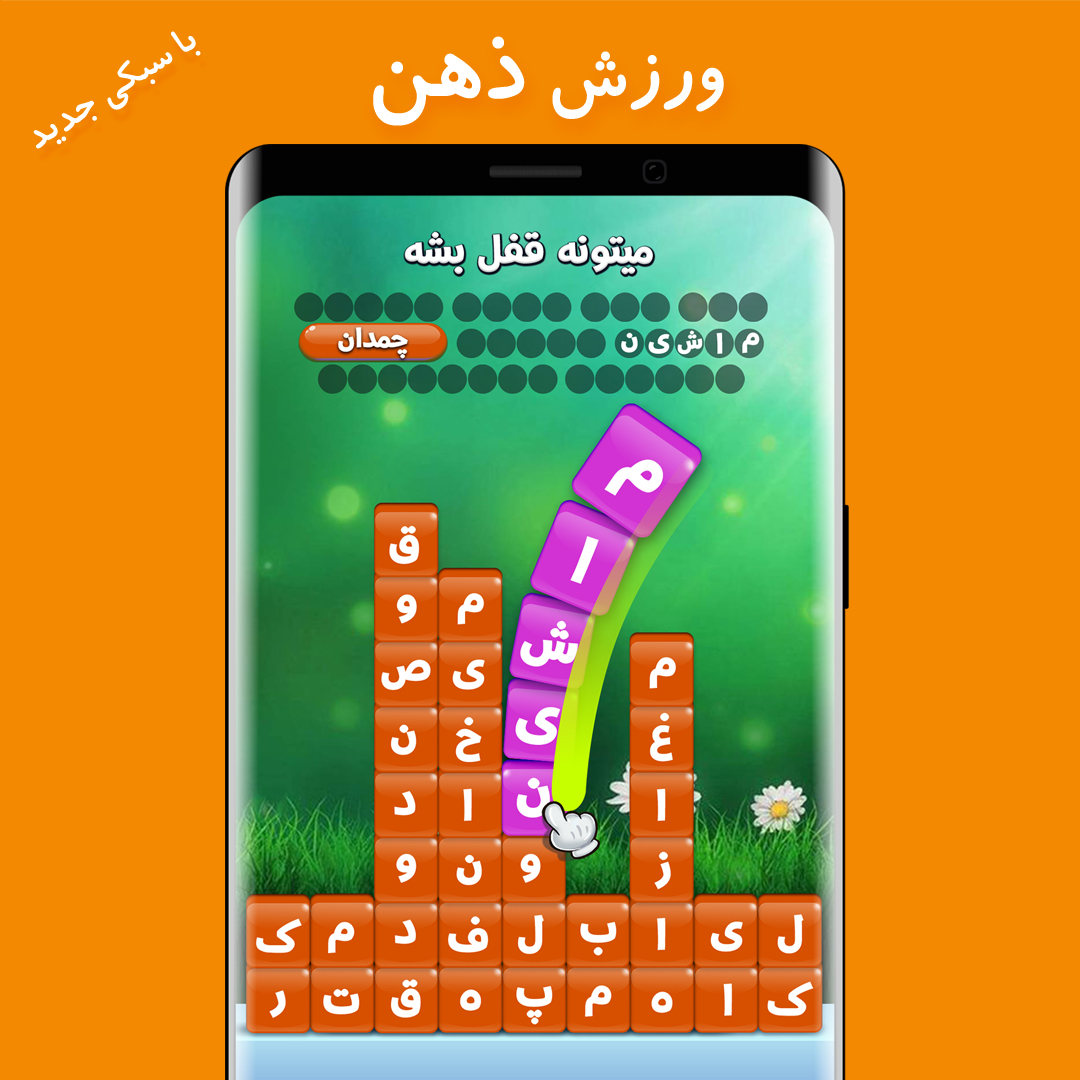 ورزش ذهن
با سبکی جدید
میتونه قفل بشه
م ا ش ی ن چمدان
م
ا
ق
ش
و م
ص ی م
ی
ن خ غ
ن
د ا ا
و ن و ز
ک م د ف ل ب ا ی ل
ر ت ق ه پ م ه ا ک